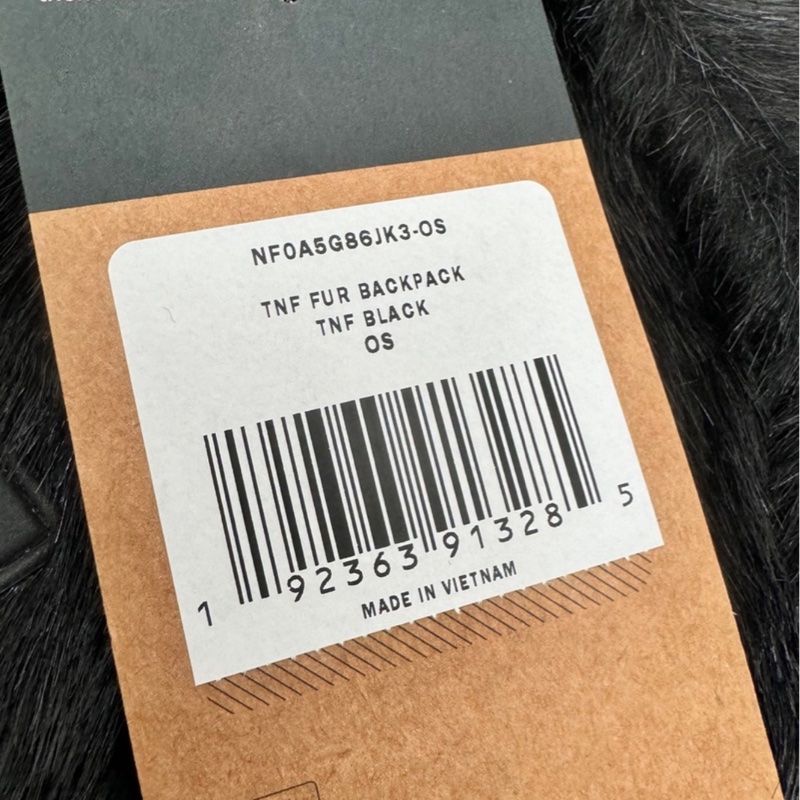 NF0A5G86JK3-OS
TNF FUR BACKPACK
TNF BLACK
OS
1 92363 91328 5
MADE IN VIETNAM